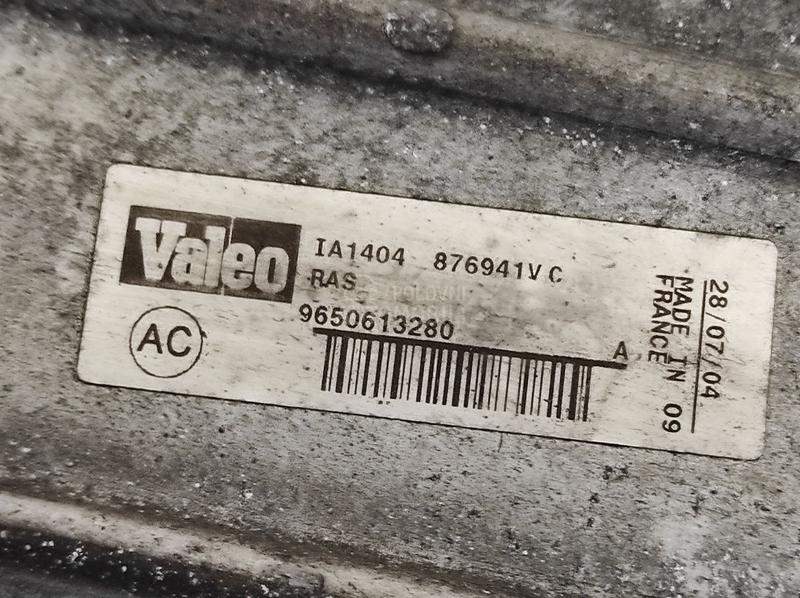 Valeo
IA1404 876941V C
RAS
9650613280
A
AC
28/07/04
MADE IN 09
FRANCE